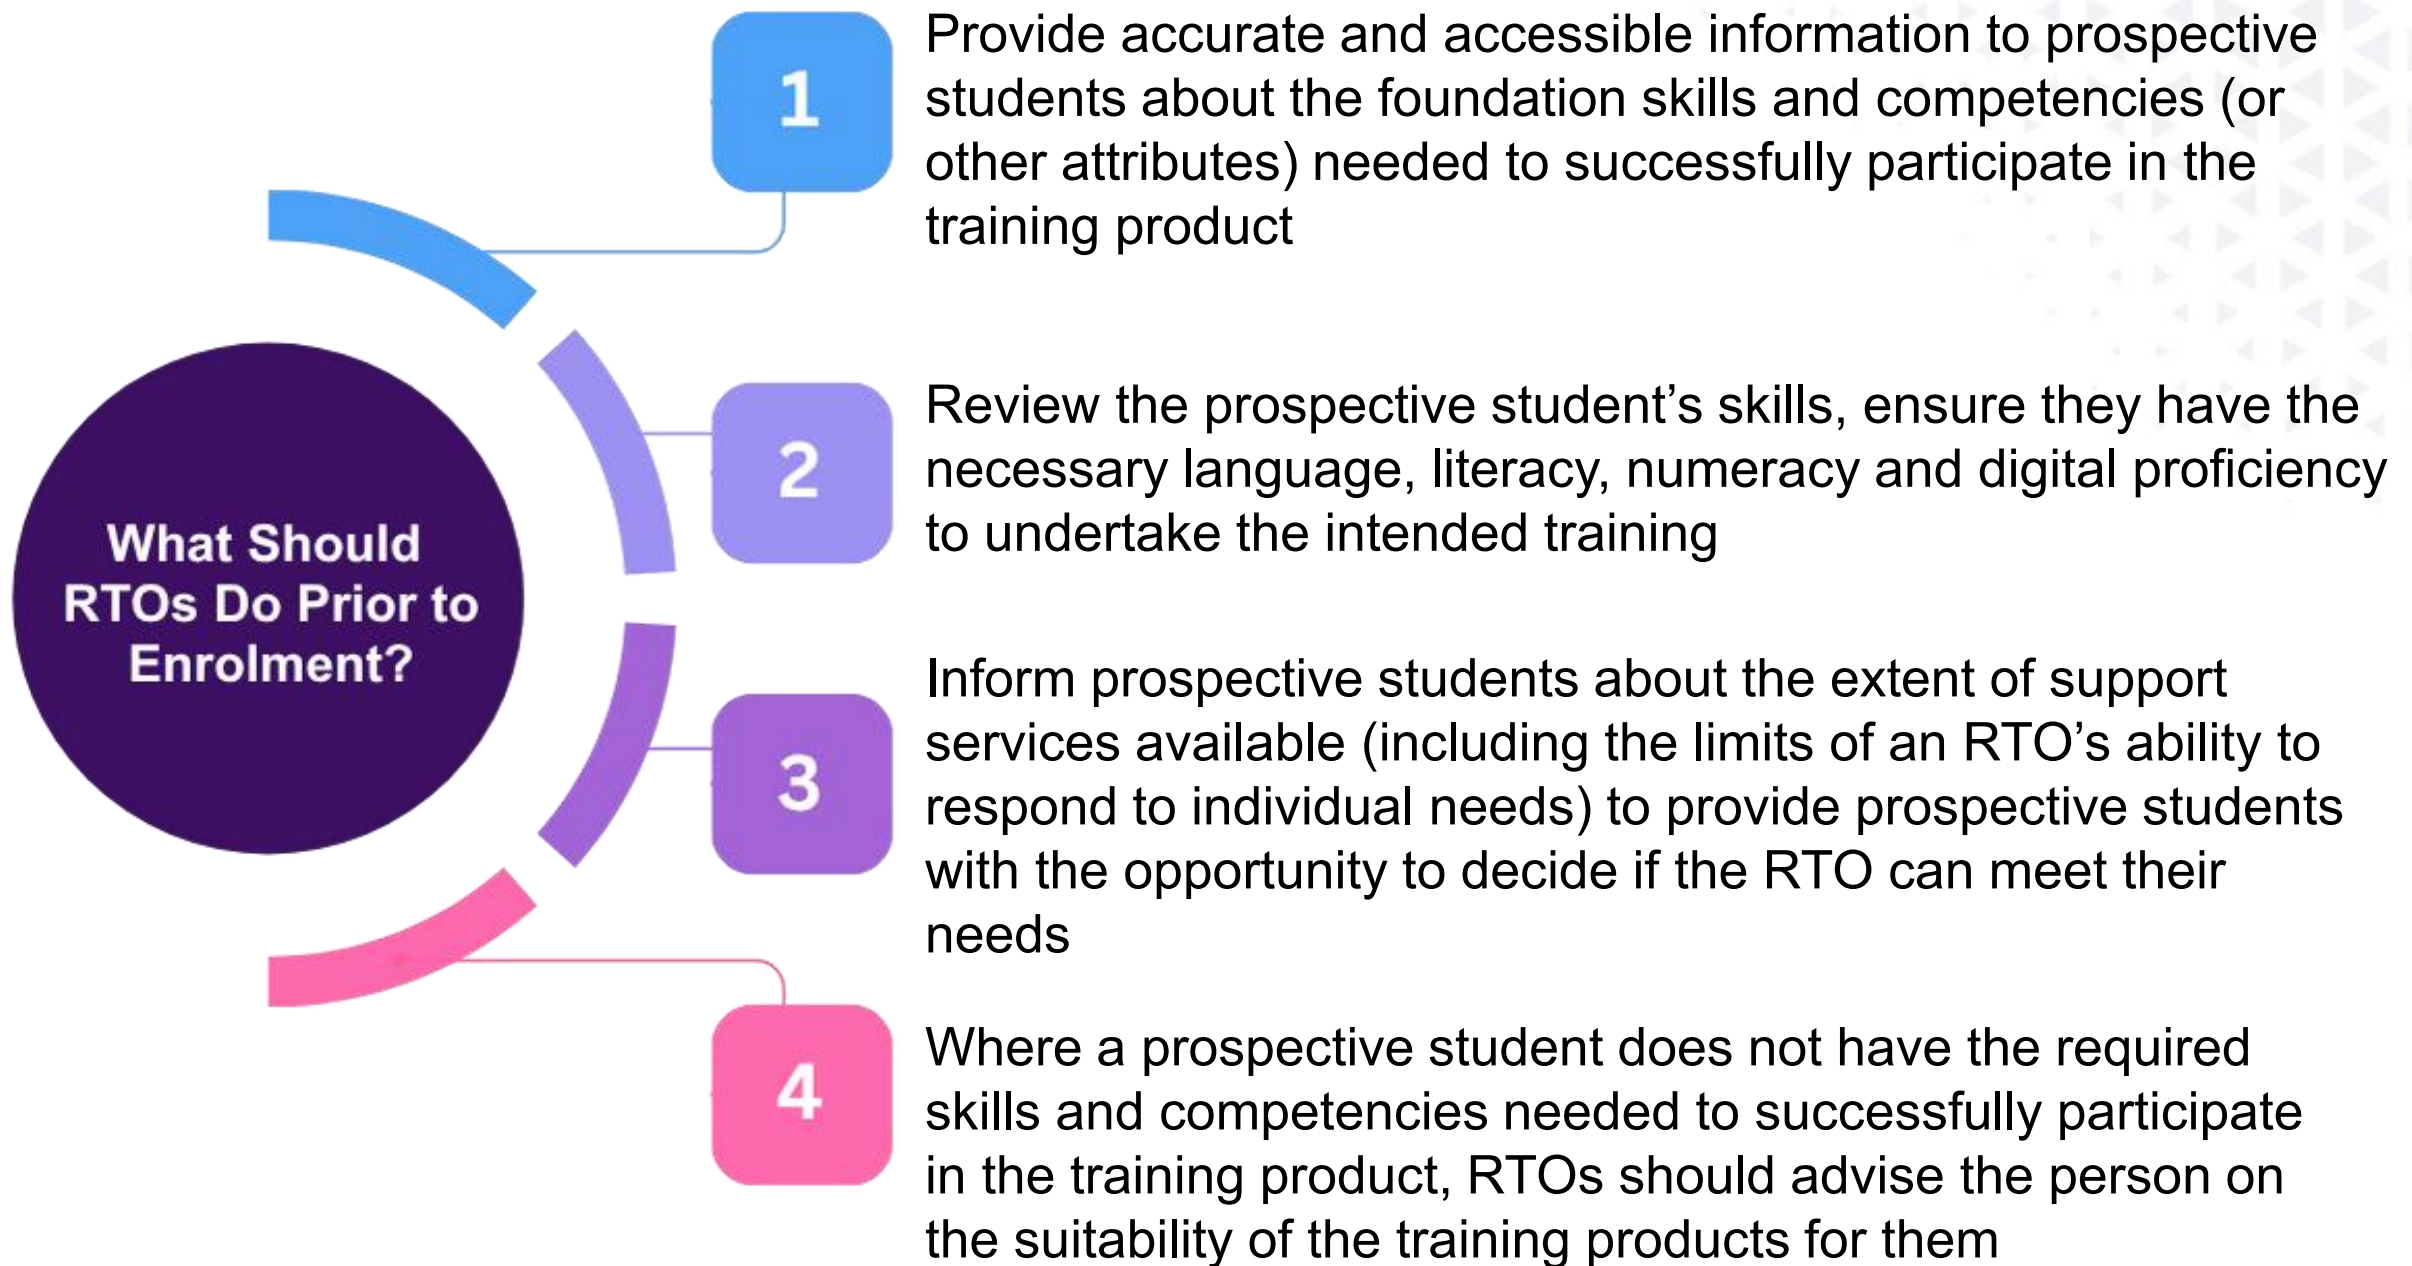 What Should
RTOs Do Prior to
Enrolment?
1
Provide accurate and accessible information to prospective
students about the foundation skills and competencies (or
other attributes) needed to successfully participate in the
training product
2
Review the prospective student’s skills, ensure they have the
necessary language, literacy, numeracy and digital proficiency
to undertake the intended training
3
Inform prospective students about the extent of support
services available (including the limits of an RTO’s ability to
respond to individual needs) to provide prospective students
with the opportunity to decide if the RTO can meet their
needs
4
Where a prospective student does not have the required
skills and competencies needed to successfully participate
in the training product, RTOs should advise the person on
the suitability of the training products for them